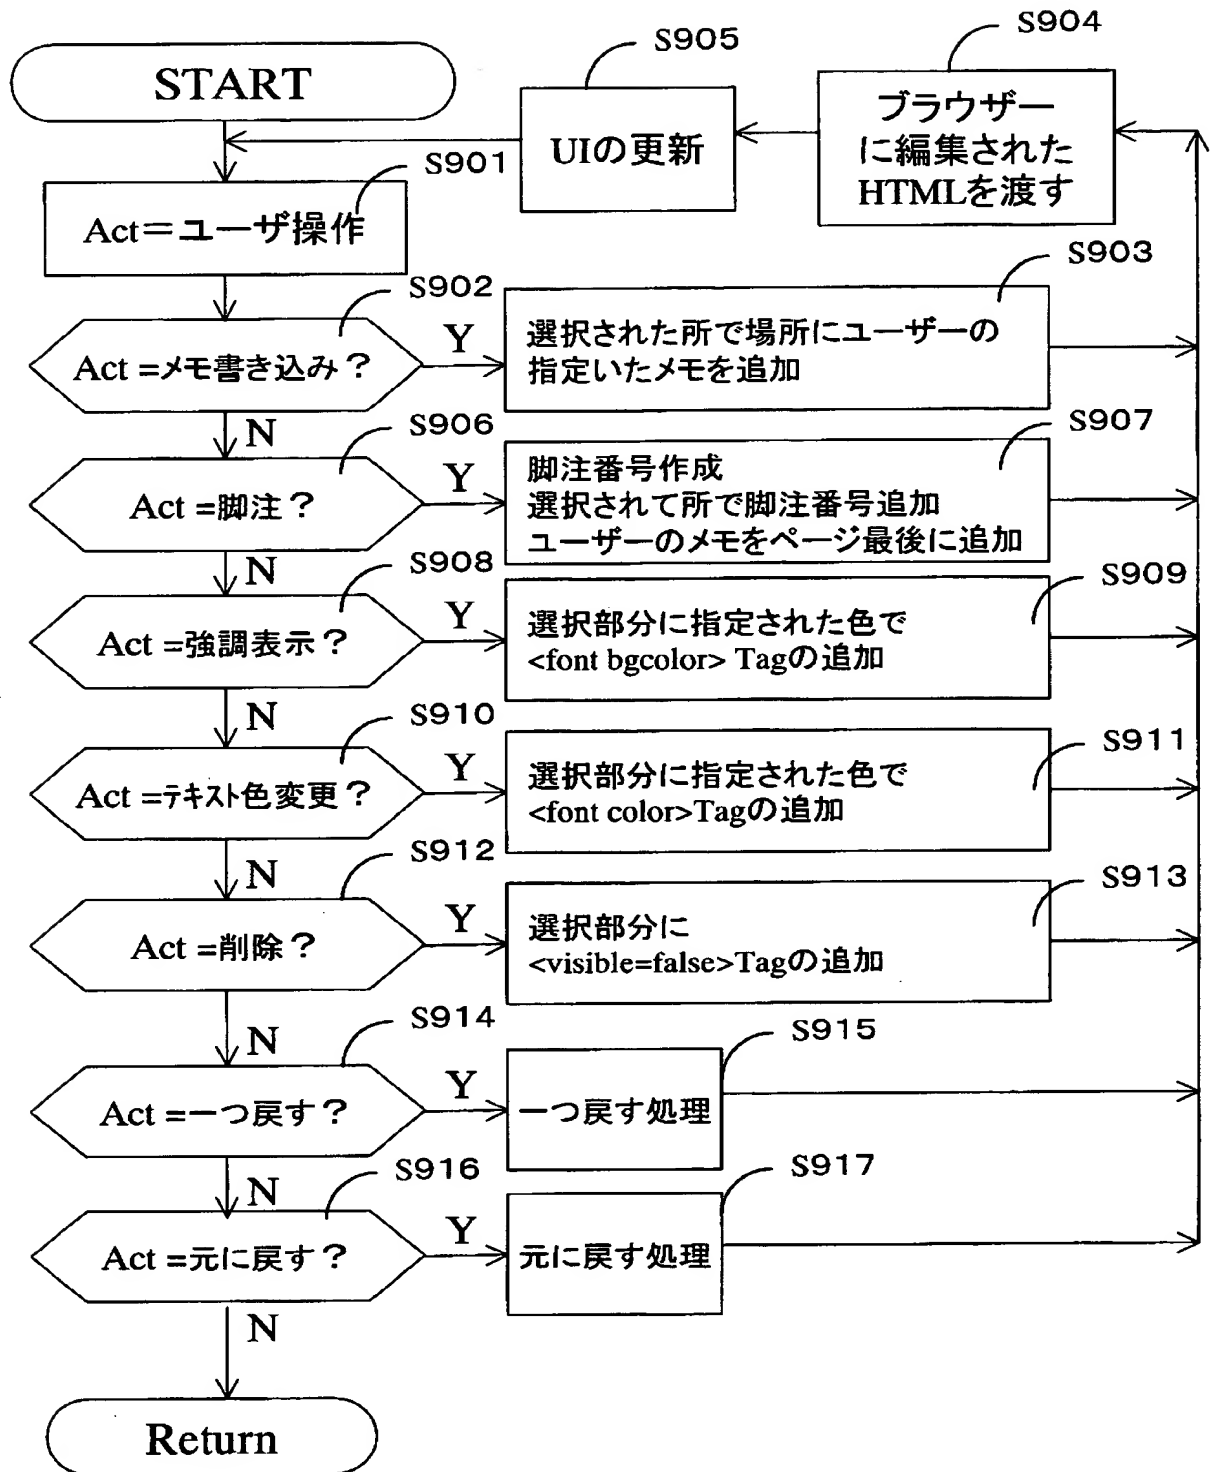 START
S905
S904
ブラウザー
に編集された
HTMLを渡す
UIの更新
S901
Act＝ユーザ操作
S902
Act =メモ書き込み？
Y
S903
選択された所で場所にユーザーの
指定いたメモを追加
N
S906
Act =脚注？
Y
S907
脚注番号作成
選択されて所で脚注番号追加
ユーザーのメモをページ最後に追加
N
S908
Act =強調表示？
Y
S909
選択部分に指定された色で
<font bgcolor> Tagの追加
N
S910
Act =テキスト色変更？
Y
S911
選択部分に指定された色で
<font color>Tagの追加
N
S912
Act =削除？
Y
S913
選択部分に
<visible=false>Tagの追加
N
S914
Act =一つ戻す？
Y
S915
一つ戻す処理
N
S916
Act =元に戻す？
Y
S917
元に戻す処理
N
Return